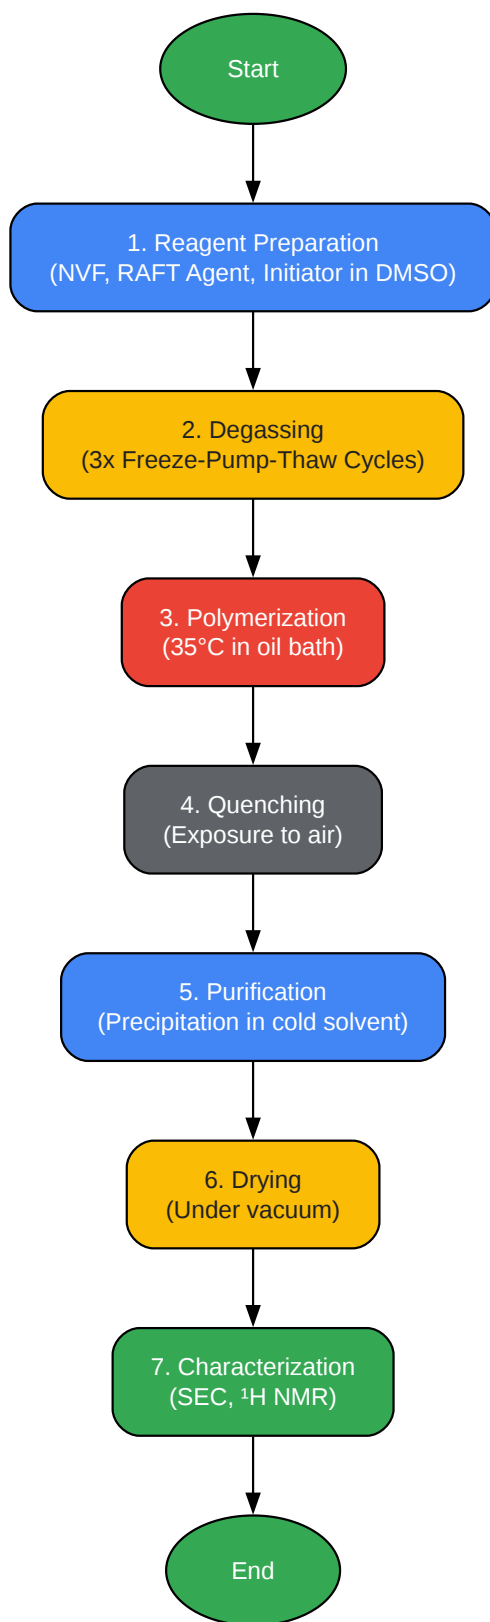 Start
1. Reagent Preparation
(NVF, RAFT Agent, Initiator in DMSO)
2. Degassing
(3x Freeze-Pump-Thaw Cycles)
3. Polymerization
(35°C in oil bath)
4. Quenching
(Exposure to air)
5. Purification
(Precipitation in cold solvent)
6. Drying
(Under vacuum)
7. Characterization
(SEC, ¹H NMR)
End